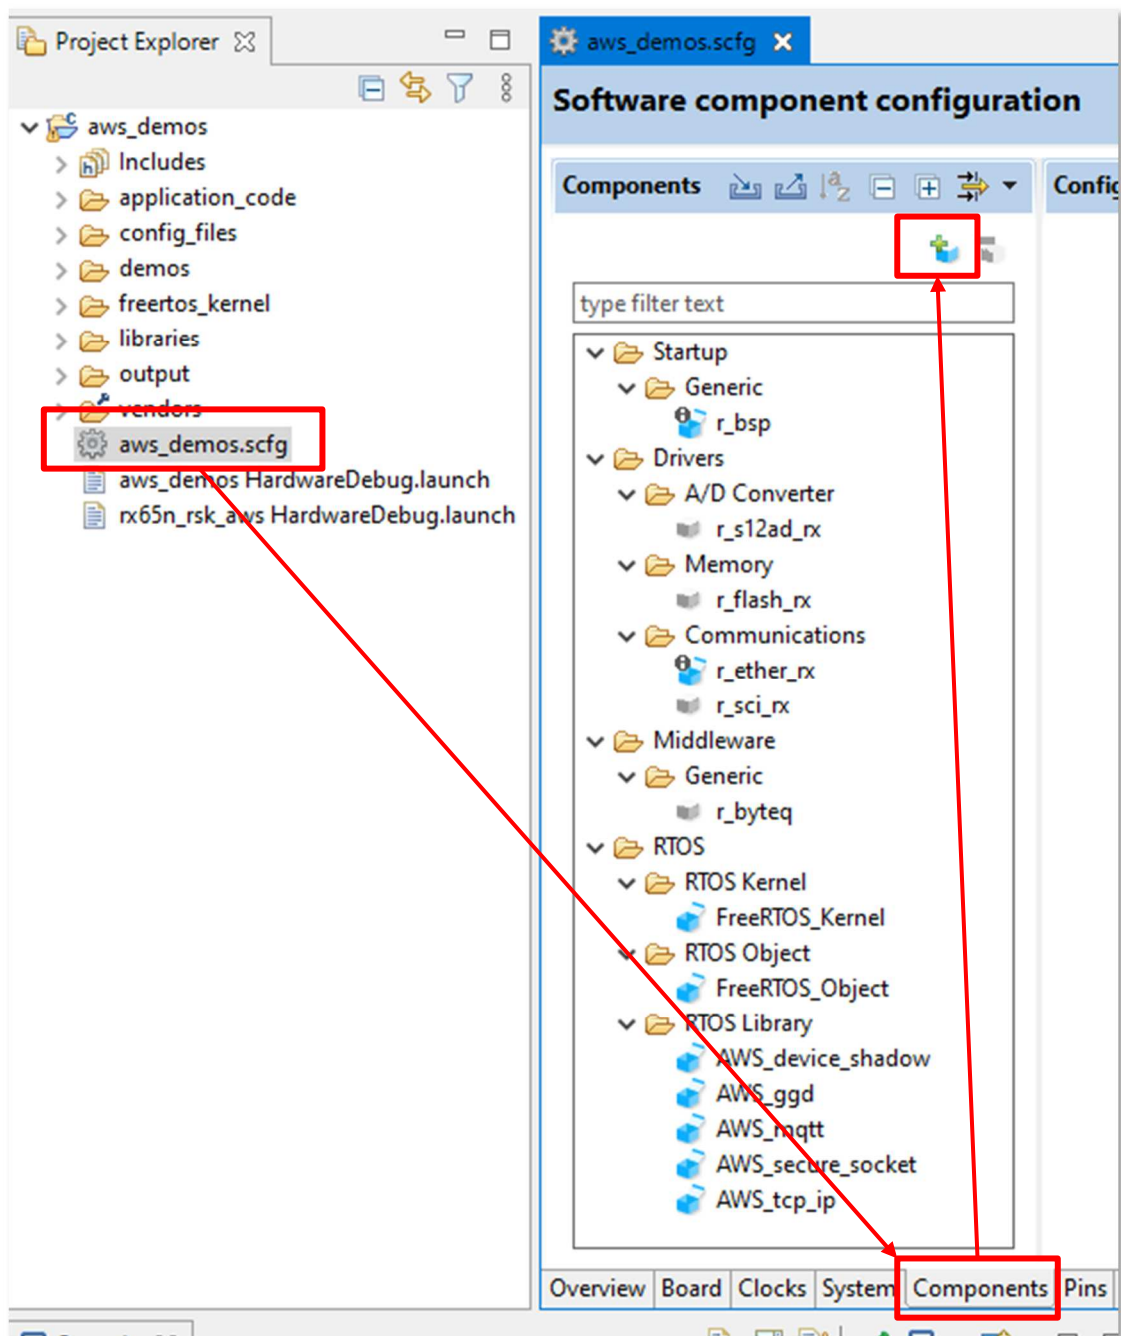 Project Explorer
aws_demos
Includes
application_code
config_files
demos
freertos_kernel
libraries
output
vendors
aws_demos.scfg
aws_demos HardwareDebug.launch
rx65n_rsk_aws HardwareDebug.launch
aws_demos.scfg
Software component configuration
Components
Config
type filter text
Startup
Generic
r_bsp
Drivers
A/D Converter
r_s12ad_rx
Memory
r_flash_rx
Communications
r_ether_rx
r_sci_rx
Middleware
Generic
r_byteq
RTOS
RTOS Kernel
FreeRTOS_Kernel
RTOS Object
FreeRTOS_Object
RTOS Library
AWS_device_shadow
AWS_ggd
AWS_mqtt
AWS_secure_socket
AWS_tcp_ip
Overview Board Clocks System Components Pins